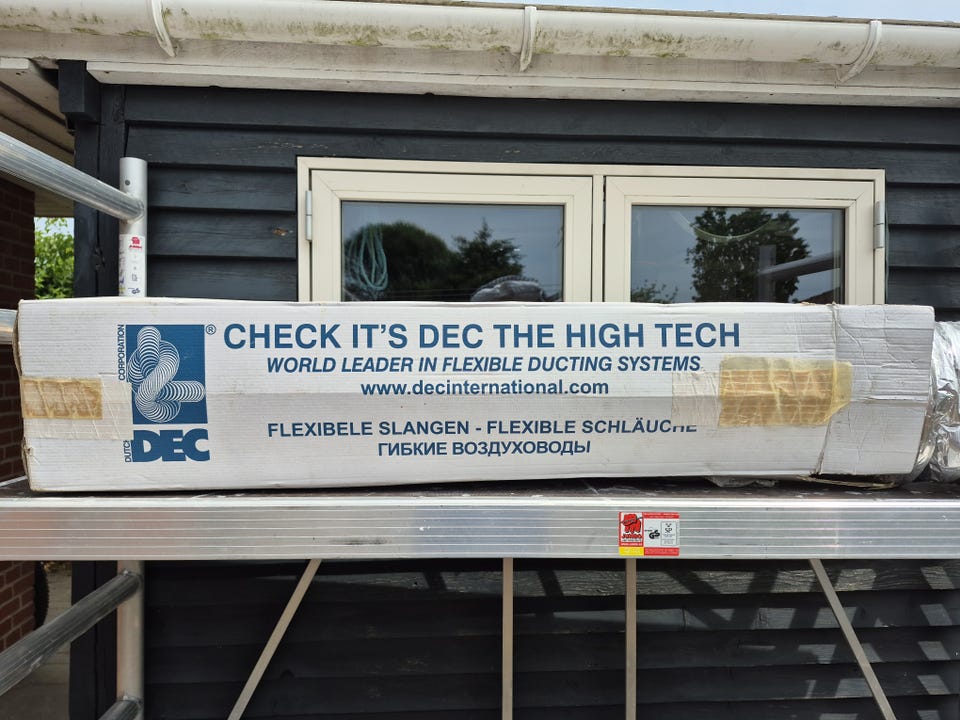 CORPORATION
®
CHECK IT'S DEC THE HIGH TECH
WORLD LEADER IN FLEXIBLE DUCTING SYSTEMS
www.decinternational.com
DUTCH
DEC
FLEXIBELE SLANGEN - FLEXIBLE SCHLÄUCHE
ГИБКИЕ ВОЗДУХОВОДЫ